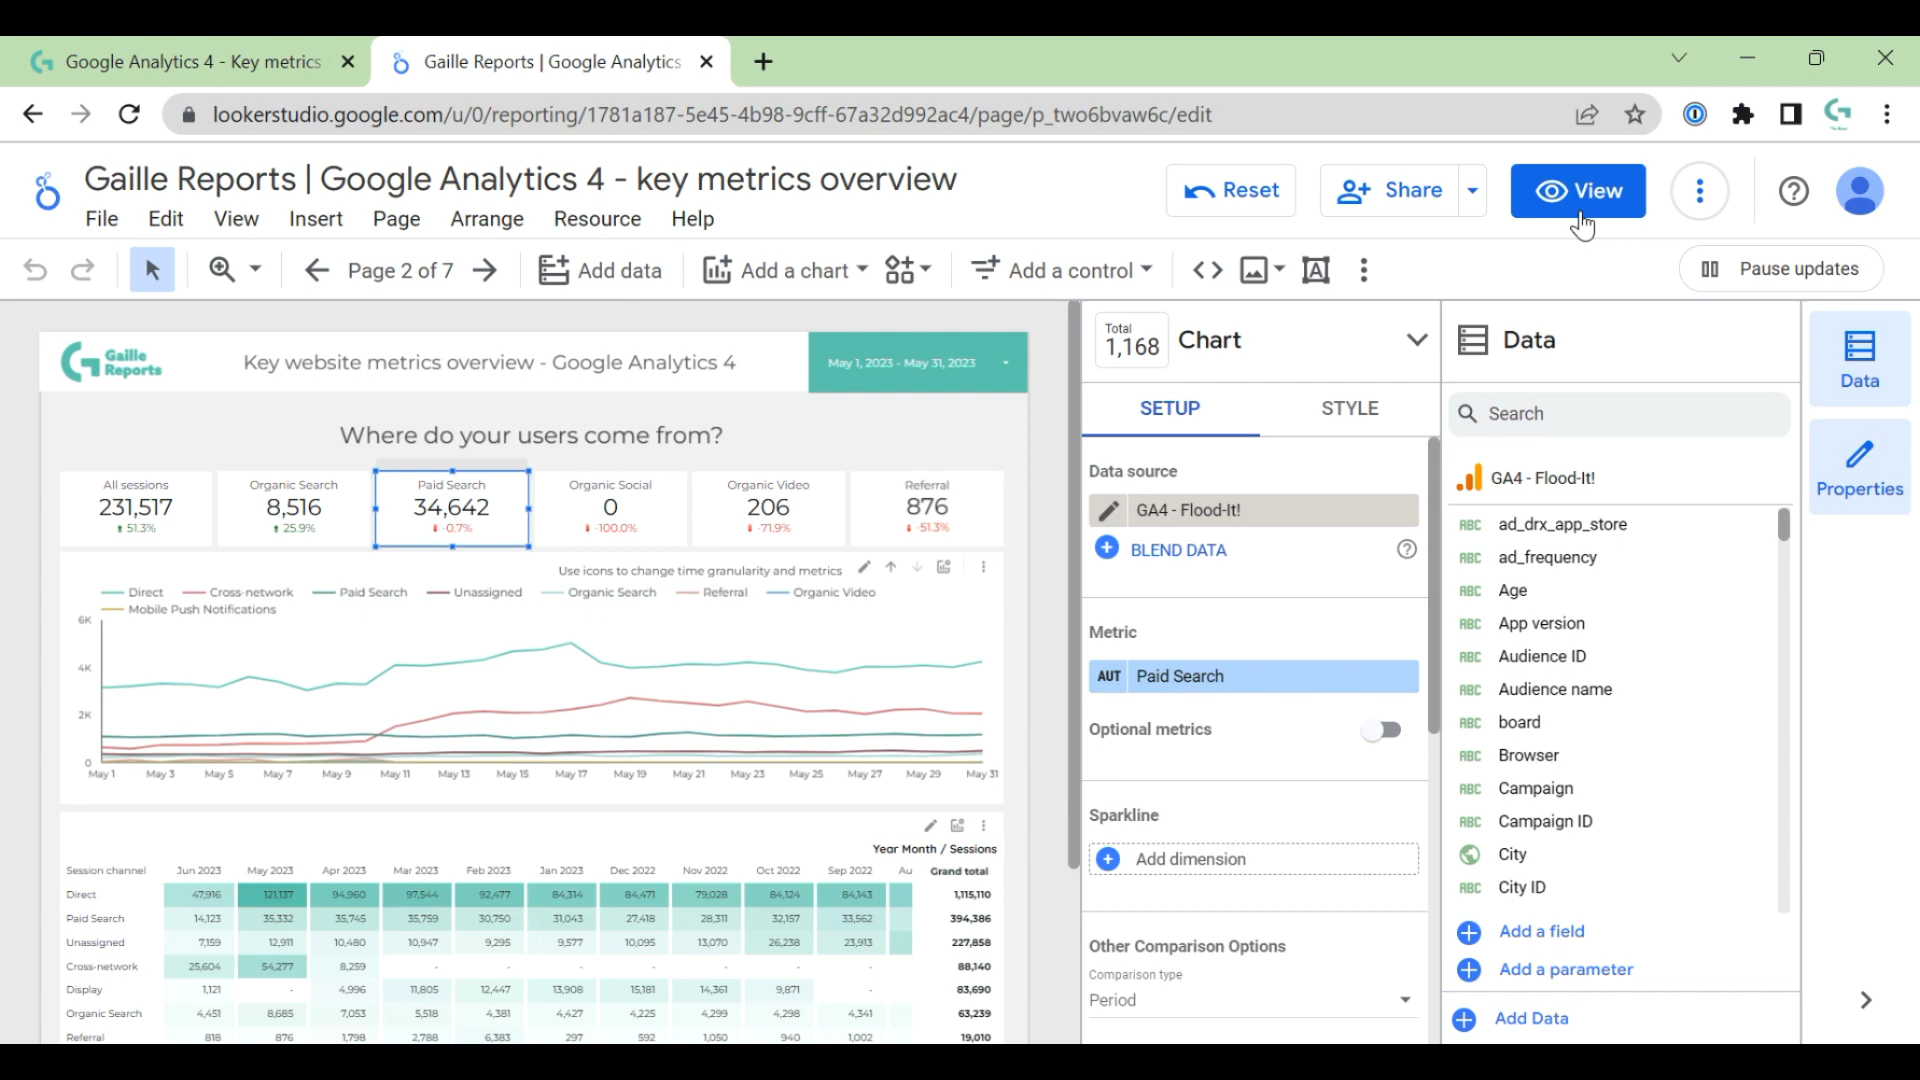 Google Analytics 4 - Key metrics
Gaille Reports | Google Analytics
lookerstudio.google.com/u/0/reporting/1781a187-5e45-4b98-9cff-67a32d992ac4/page/p_two6bvaw6c/edit
Gaille Reports | Google Analytics 4 - key metrics overview
Reset
Share
View
File Edit View Insert Page Arrange Resource Help
Page 2 of 7
Add data
Add a chart
Add a control
Pause updates
Gaille
Reports
Key website metrics overview - Google Analytics 4
May 1, 2023 - May 31, 2023
Where do your users come from?
All sessions
231,517
51.3%
Organic Search
8,516
25.9%
Paid Search
34,642
-0.7%
Organic Social
0
-100.0%
Organic Video
206
-71.9%
Referral
876
-51.3%
Use icons to change time granularity and metrics
Direct Cross-network Paid Search Unassigned Organic Search Referral Organic Video
Mobile Push Notifications
6K
4K
2K
0
May 1 May 3 May 5 May 7 May 9 May 11 May 13 May 15 May 17 May 19 May 21 May 23 May 25 May 27 May 29 May 31
Year Month / Sessions
Session channel Jun 2023 May 2023 Apr 2023 Mar 2023 Feb 2023 Jan 2023 Dec 2022 Nov 2022 Oct 2022 Sep 2022 Au Grand total
Direct 47,916 121,137 94,960 97,544 92,477 84,314 84,471 79,028 84,124 84,143 1,115,110
Paid Search 14,123 35,332 35,745 35,759 30,750 31,043 27,418 28,311 32,157 33,562 394,386
Unassigned 7,159 12,911 10,480 10,947 9,295 9,577 10,095 13,070 26,238 23,913 227,858
Cross-network 25,604 54,277 8,259 - - - - - - - 88,140
Display 1,121 - 4,996 11,805 12,447 13,908 15,181 14,361 9,871 - 83,690
Organic Search 4,451 8,685 7,053 5,518 4,381 4,427 4,225 4,299 4,298 4,341 63,239
Referral 818 876 1,798 2,788 6,383 297 592 1,050 940 1,002 19,010
Total
1,168
Chart
SETUP
STYLE
Data source
GA4 - Flood-It!
BLEND DATA
Metric
AUT Paid Search
Optional metrics
Sparkline
Add dimension
Other Comparison Options
Comparison type
Period
Data
Search
GA4 - Flood-It!
ABC ad_drx_app_store
ABC ad_frequency
ABC Age
ABC App version
ABC Audience ID
ABC Audience name
ABC board
ABC Browser
ABC Campaign
ABC Campaign ID
City
ABC City ID
Add a field
Add a parameter
Add Data
Data
Properties